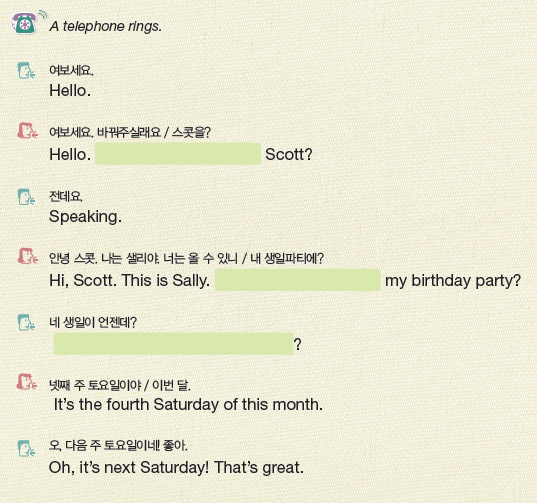 A telephone rings.
여보세요.
Hello.
여보세요. 바꿔주실래요 / 스콧을?
Hello. Scott?
전데요.
Speaking.
안녕 스콧. 나는 샐리야. 너는 올 수 있니 / 내 생일파티에?
Hi, Scott. This is Sally. my birthday party?
네 생일이 언젠데?
?
넷째 주 토요일이야 / 이번 달.
It's the fourth Saturday of this month.
오, 다음 주 토요일이네! 좋아.
Oh, it's next Saturday! That's great.